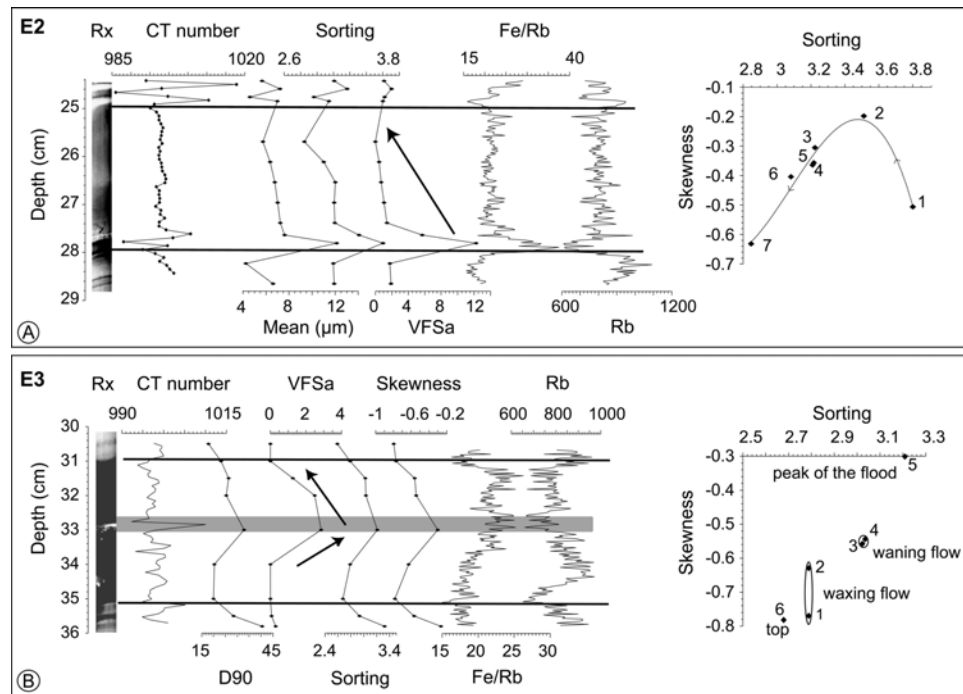 E2
Rx CT number Sorting Fe/Rb
985 1020 2.6 3.8 15 40
25
26
27
28
29
Depth (cm)
4 8 12 0 4 8 12 600 1200
Mean (µm) VFSa Rb
A
Sorting
2.8 3 3.2 3.4 3.6 3.8
-0.1
-0.2
-0.3
-0.4
-0.5
-0.6
-0.7
Skewness
2
3
5
4
6
1
7
E3
Rx CT number VFSa Skewness Rb
990 1015 0 2 4 -1 -0.6 -0.2 600 800 1000
30
31
32
33
34
35
36
Depth (cm)
15 45 2.4 3.4 15 20 25 30
D90 Sorting Fe/Rb
B
Sorting
2.5 2.7 2.9 3.1 3.3
-0.3
-0.4
-0.5
-0.6
-0.7
-0.8
Skewness
5
peak of the flood
4
3
waning flow
2
waxing flow
1
6
top